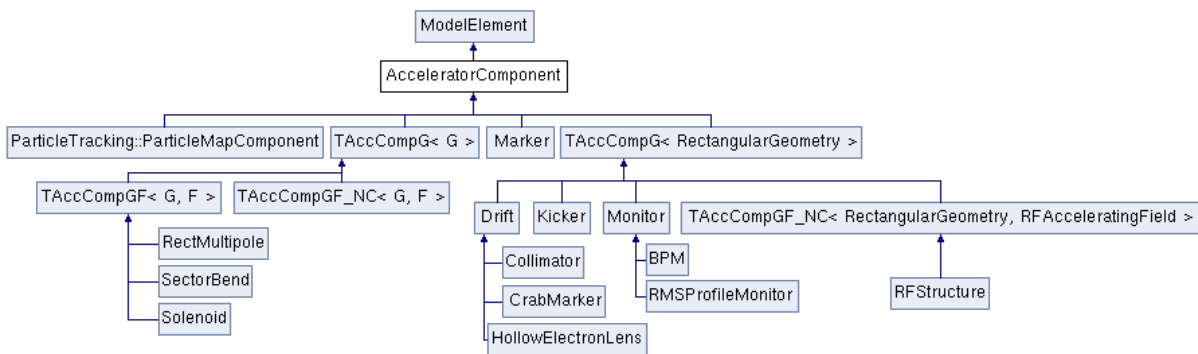 ModelElement
AcceleratorComponent
ParticleTracking::ParticleMapComponent
TAccCompG< G >
Marker
TAccCompG< RectangularGeometry >
TAccCompGF< G, F >
TAccCompGF_NC< G, F >
Drift
Kicker
Monitor
TAccCompGF_NC< RectangularGeometry, RFAcceleratingField >
RectMultipole
SectorBend
Solenoid
Collimator
CrabMarker
HollowElectronLens
BPM
RMSProfileMonitor
RFStructure